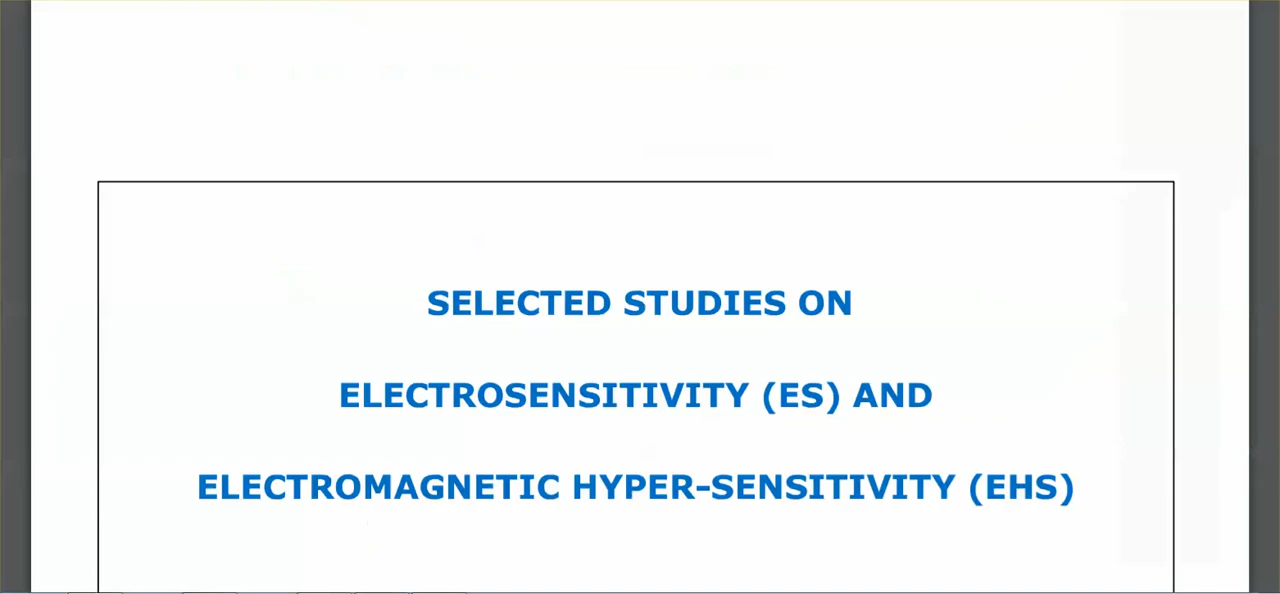 SELECTED STUDIES ON
ELECTROSENSITIVITY (ES) AND
ELECTROMAGNETIC HYPER-SENSITIVITY (EHS)